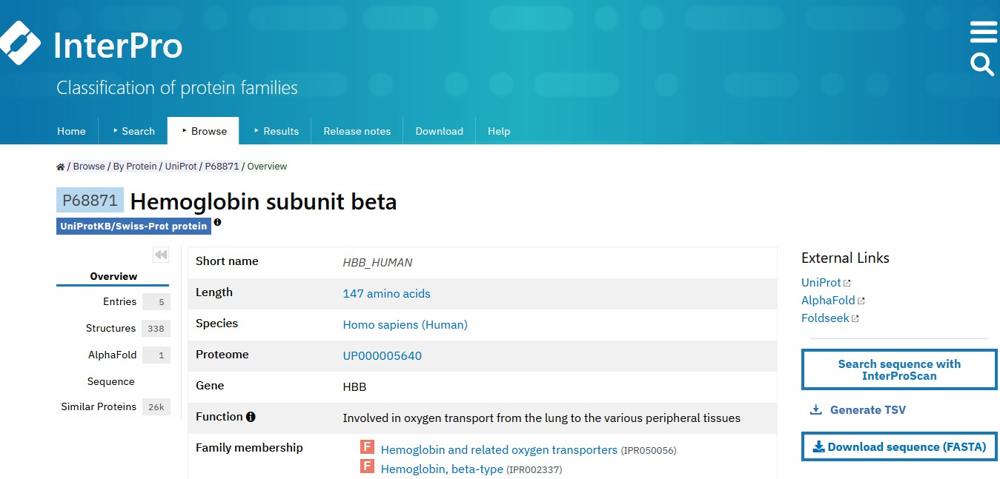 InterPro
Classification of protein families
Home
‣ Search
‣ Browse
‣ Results
Release notes
Download
Help
/ Browse / By Protein / UniProt / P68871 / Overview
P68871 Hemoglobin subunit beta
UniProtKB/Swiss-Prot protein
Overview
Entries 5
Structures 338
AlphaFold 1
Sequence
Similar Proteins 26k
Short name HBB_HUMAN
Length 147 amino acids
Species Homo sapiens (Human)
Proteome UP000005640
Gene HBB
Function Involved in oxygen transport from the lung to the various peripheral tissues
Family membership F Hemoglobin and related oxygen transporters (IPR050056)
F Hemoglobin, beta-type (IPR002337)
External Links
UniProt
AlphaFold
Foldseek
Search sequence with
InterProScan
Generate TSV
Download sequence (FASTA)